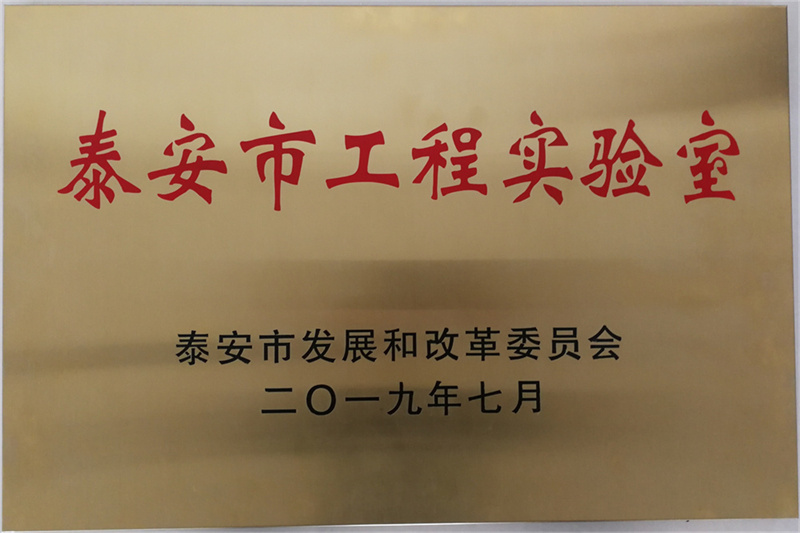 泰安市工程实验室
泰安市发展和改革委员会
二〇一九年七月